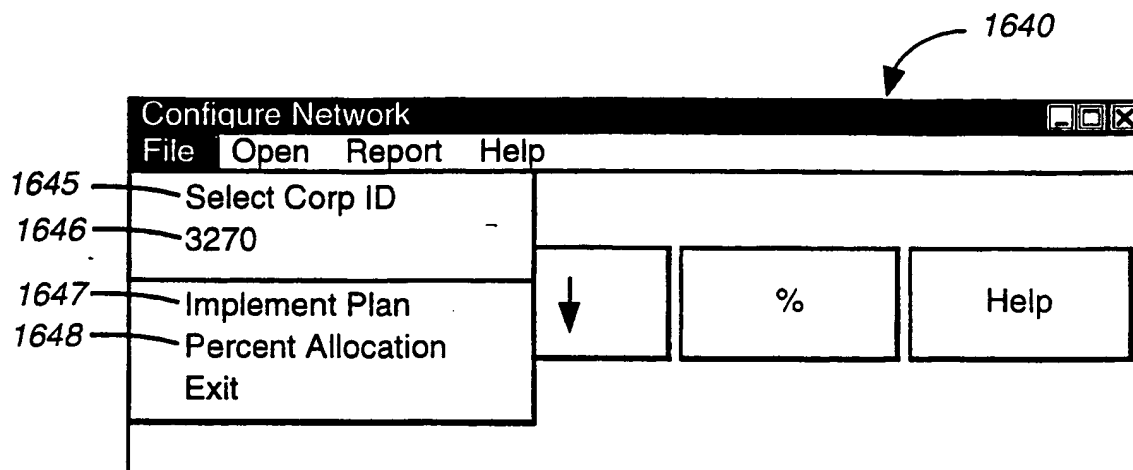 1640
Configure Network
File Open Report Help
1645 Select Corp ID
1646 3270
1647 Implement Plan
1648 Percent Allocation
Exit
% Help